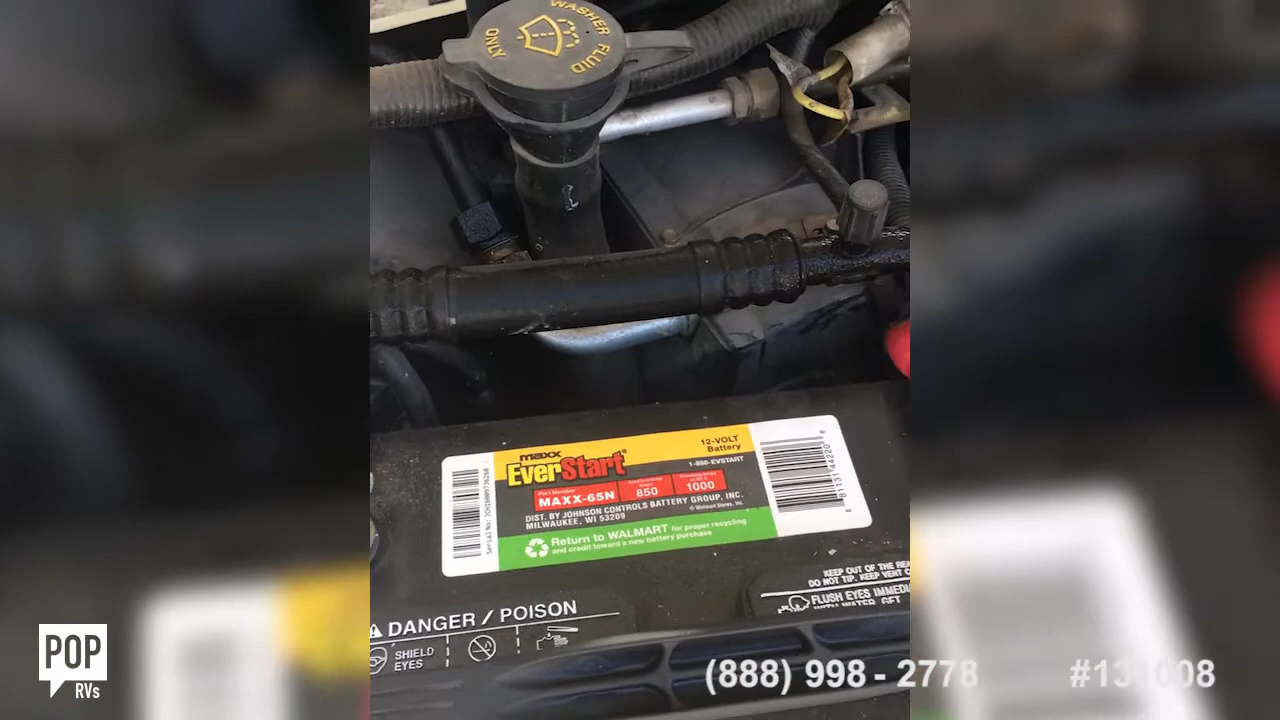 WASHER FLUID ONLY
maxx
EverStart
12-VOLT
Battery
1-888-EVSTART
Part Number
MAXX-65N
850
1000
DIST. BY JOHNSON CONTROLS BATTERY GROUP, INC.
MILWAUKEE, WI 53209
Return to WALMART for proper recycling
and credit toward a new battery purchase
KEEP OUT OF THE
DO NOT TIP. KEEP VENT
FLUSH EYES
DANGER / POISON
SHIELD
EYES
POP
RVs
(888) 998 - 2778